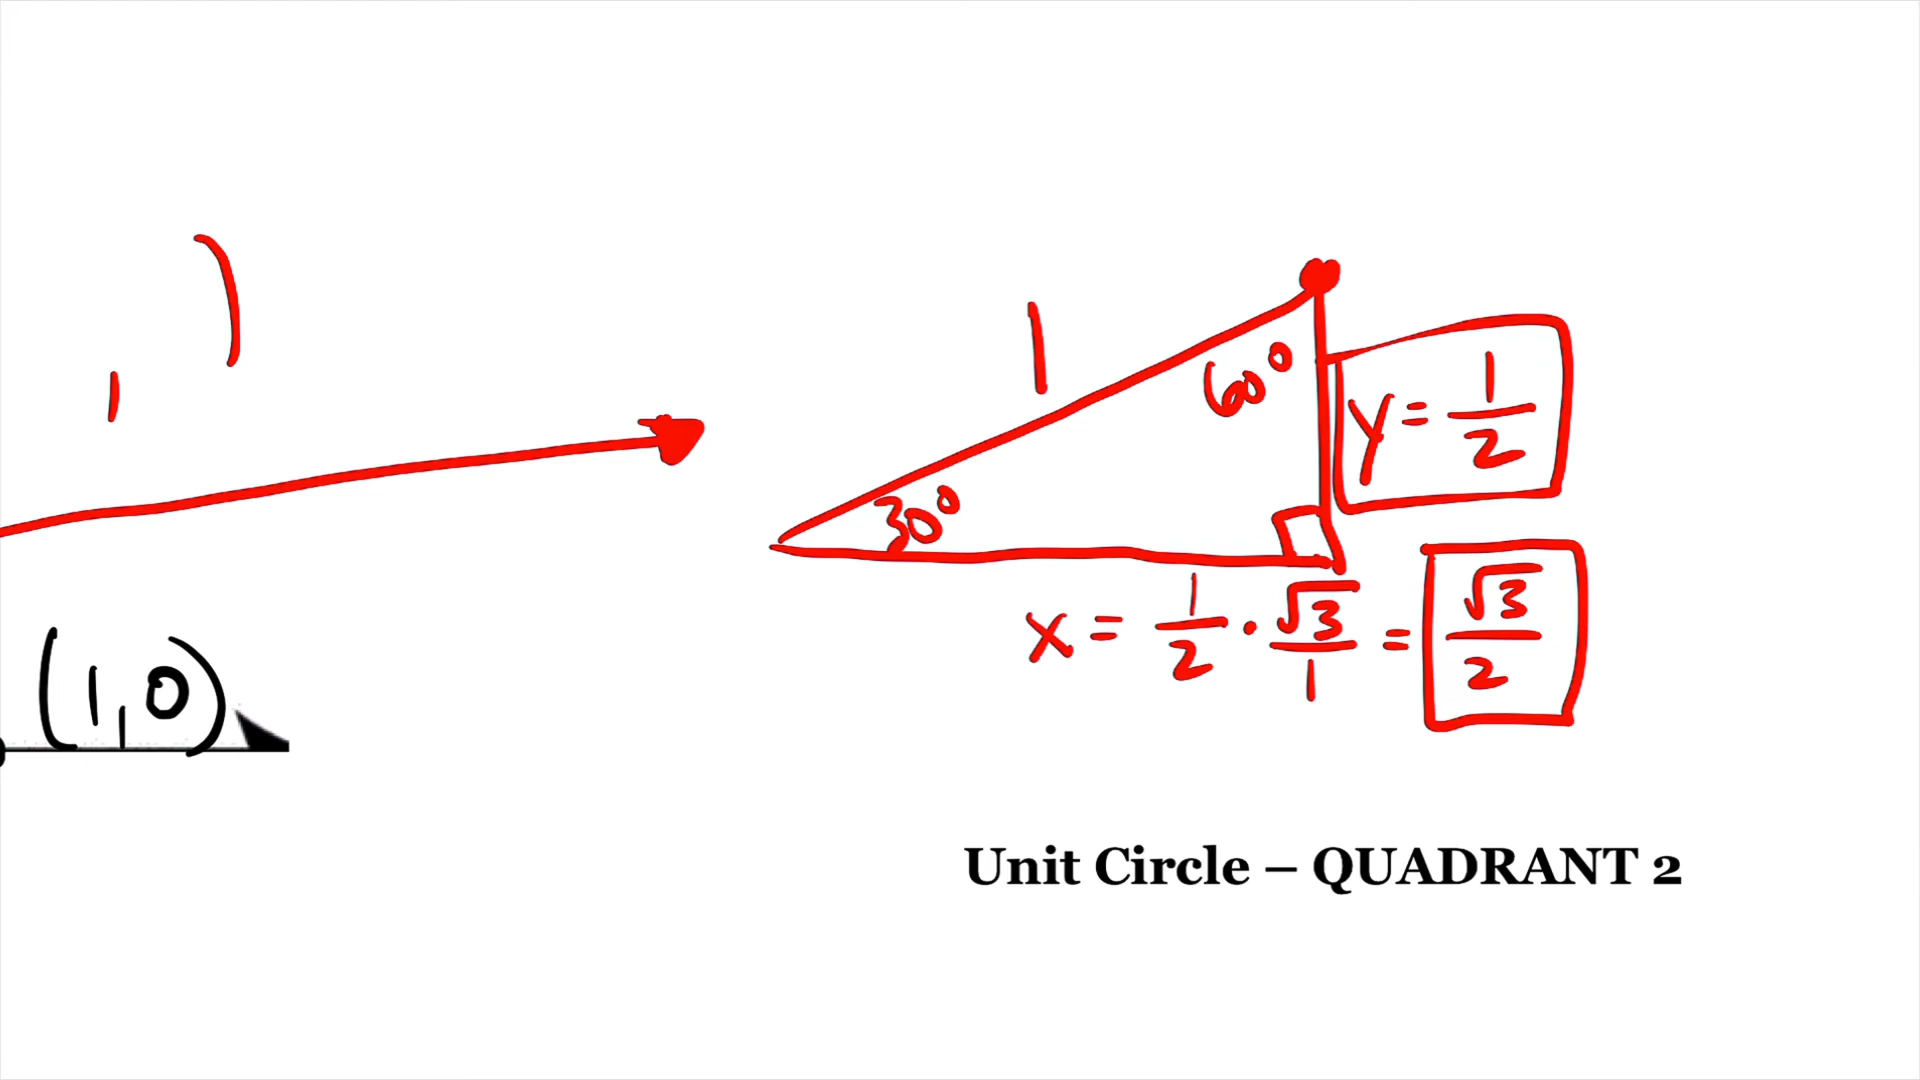 1
60°
y = 1/2
30°
x = 1/2 · √3/1 = √3/2
(1,0)
Unit Circle – QUADRANT 2